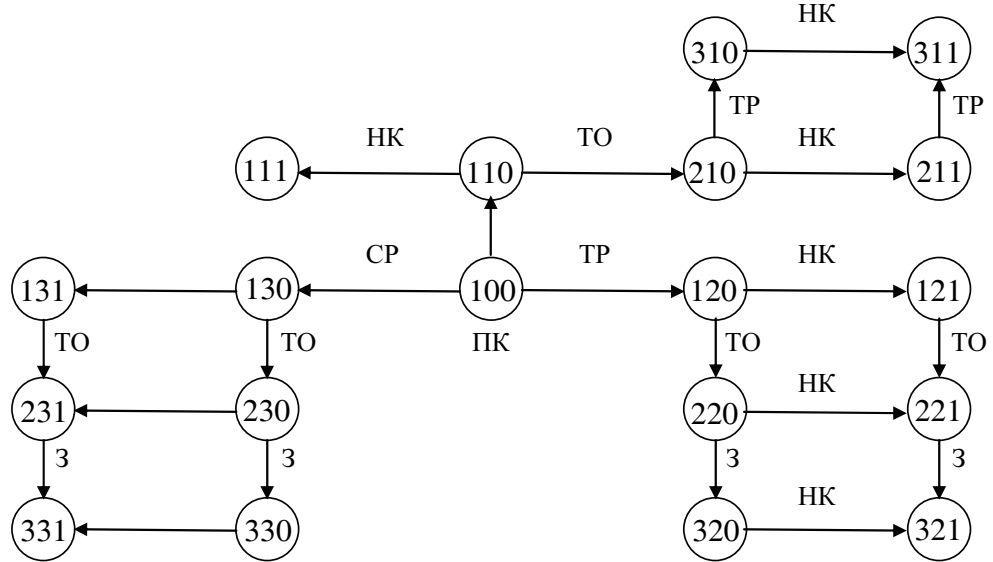 НК
310 311
ТР ТР
НК ТО НК
111 110 210 211
СР ТР НК
131 130 100 120 121
ТО ТО ПК ТО ТО
НК
231 230 220 221
З З З З
НК
331 330 320 321